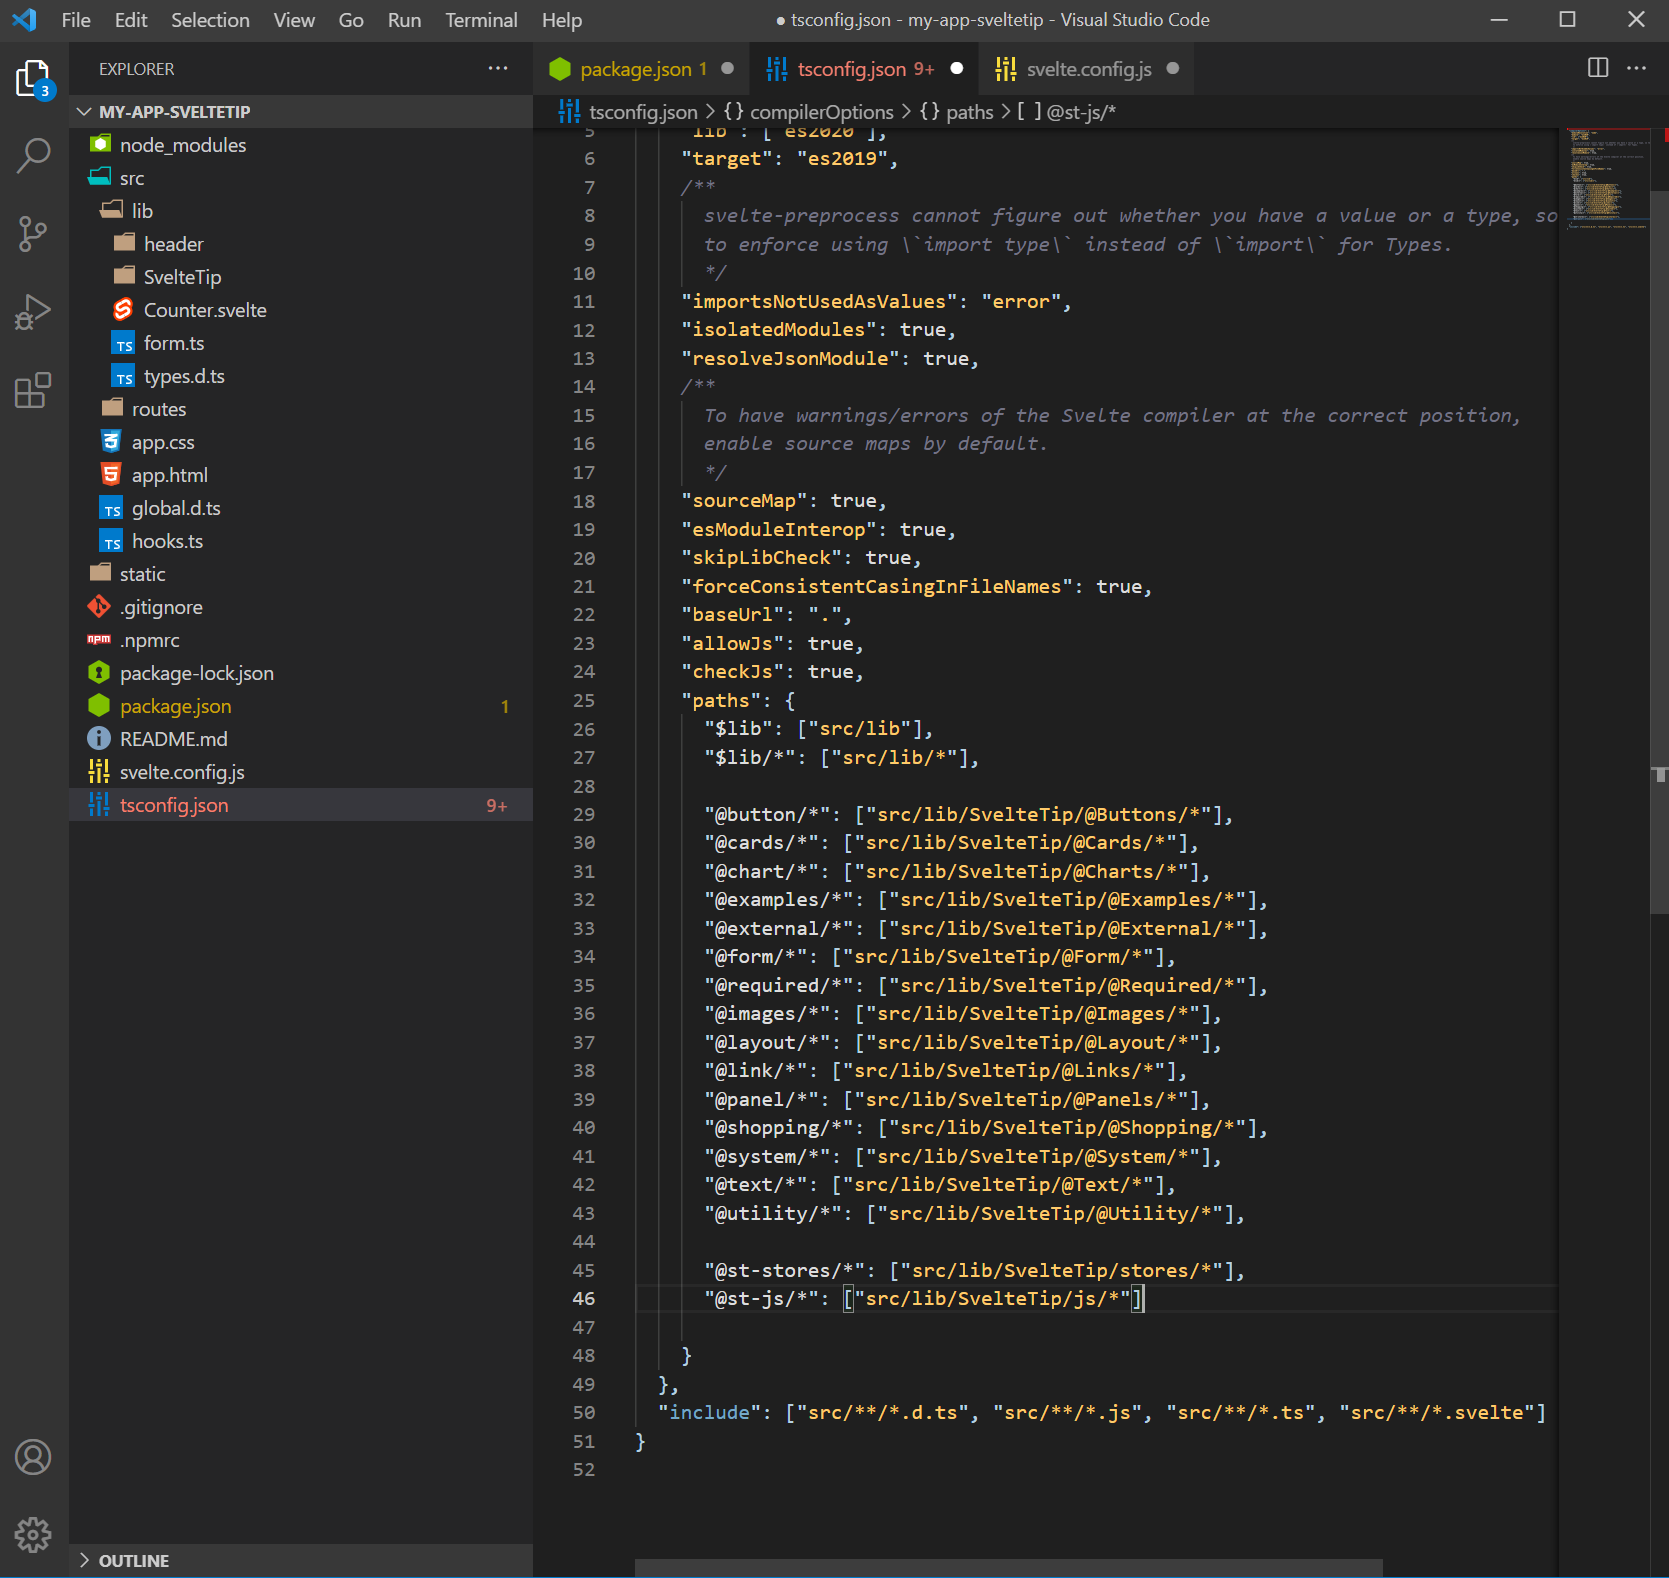 File Edit Selection View Go Run Terminal Help ● tsconfig.json - my-app-sveltetip - Visual Studio Code
3
EXPLORER ···
MY-APP-SVELTETIP
node_modules
src
lib
header
SvelteTip
Counter.svelte
TS form.ts
TS types.d.ts
routes
app.css
app.html
TS global.d.ts
TS hooks.ts
static
.gitignore
npm .npmrc
package-lock.json
package.json 1
README.md
svelte.config.js
tsconfig.json 9+
OUTLINE
package.json 1 ● tsconfig.json 9+ ● svelte.config.js ●
tsconfig.json > {} compilerOptions > {} paths > [ ] @st-js/*
5 "lib": ["es2020"],
6 "target": "es2019",
7 /**
8 svelte-preprocess cannot figure out whether you have a value or a type, so
9 to enforce using \`import type\` instead of \`import\` for Types.
10 */
11 "importsNotUsedAsValues": "error",
12 "isolatedModules": true,
13 "resolveJsonModule": true,
14 /**
15 To have warnings/errors of the Svelte compiler at the correct position,
16 enable source maps by default.
17 */
18 "sourceMap": true,
19 "esModuleInterop": true,
20 "skipLibCheck": true,
21 "forceConsistentCasingInFileNames": true,
22 "baseUrl": ".",
23 "allowJs": true,
24 "checkJs": true,
25 "paths": {
26 "$lib": ["src/lib"],
27 "$lib/*": ["src/lib/*"],
28
29 "@button/*": ["src/lib/SvelteTip/@Buttons/*"],
30 "@cards/*": ["src/lib/SvelteTip/@Cards/*"],
31 "@chart/*": ["src/lib/SvelteTip/@Charts/*"],
32 "@examples/*": ["src/lib/SvelteTip/@Examples/*"],
33 "@external/*": ["src/lib/SvelteTip/@External/*"],
34 "@form/*": ["src/lib/SvelteTip/@Form/*"],
35 "@required/*": ["src/lib/SvelteTip/@Required/*"],
36 "@images/*": ["src/lib/SvelteTip/@Images/*"],
37 "@layout/*": ["src/lib/SvelteTip/@Layout/*"],
38 "@link/*": ["src/lib/SvelteTip/@Links/*"],
39 "@panel/*": ["src/lib/SvelteTip/@Panels/*"],
40 "@shopping/*": ["src/lib/SvelteTip/@Shopping/*"],
41 "@system/*": ["src/lib/SvelteTip/@System/*"],
42 "@text/*": ["src/lib/SvelteTip/@Text/*"],
43 "@utility/*": ["src/lib/SvelteTip/@Utility/*"],
44
45 "@st-stores/*": ["src/lib/SvelteTip/stores/*"],
46 "@st-js/*": ["src/lib/SvelteTip/js/*"]
47
48 }
49 },
50 "include": ["src/**/*.d.ts", "src/**/*.js", "src/**/*.ts", "src/**/*.svelte"]
51 }
52